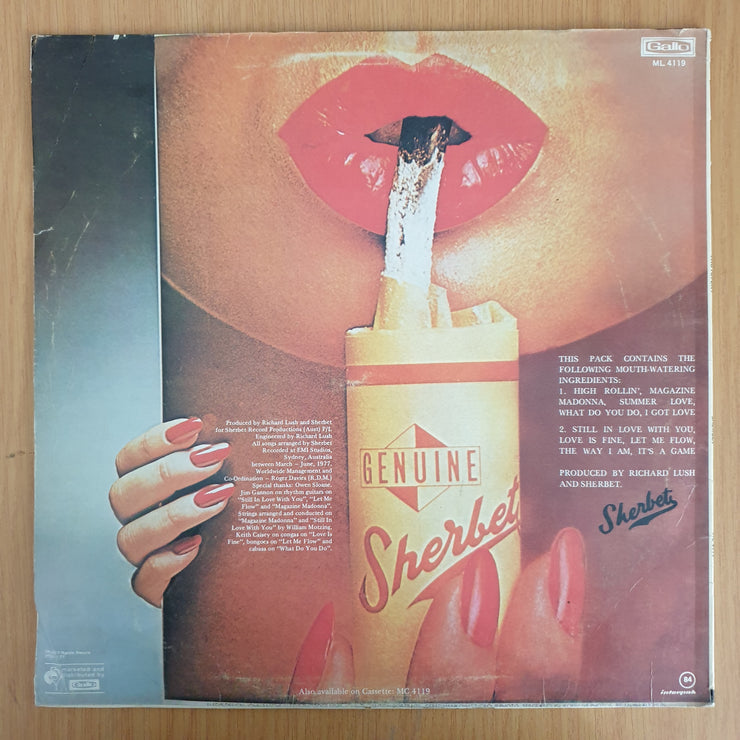 Gallo
ML 4119
THIS PACK CONTAINS THE
FOLLOWING MOUTH-WATERING
INGREDIENTS:
1. HIGH ROLLIN', MAGAZINE
MADONNA, SUMMER LOVE,
WHAT DO YOU DO, I GOT LOVE
2. STILL IN LOVE WITH YOU,
LOVE IS FINE, LET ME FLOW,
THE WAY I AM, IT'S A GAME
PRODUCED BY RICHARD LUSH
AND SHERBET.
Sherbet
GENUINE
Sherbet
Produced by Richard Lush and Sherbet
for Sherbet Record Productions (Aust) P/L
Engineered by Richard Lush
All songs arranged by Sherbet
Recorded at EMI Studios,
Sydney, Australia
between March – June, 1977.
Worldwide Management and
Co-Ordination – Roger Davies (R.D.M.)
Special thanks: Owen Sloane,
Jim Gannon on rhythm guitars on
"Still In Love With You", "Let Me
Flow" and "Magazine Madonna".
Strings arranged and conducted on
"Magazine Madonna" and "Still In
Love With You" by William Motzing.
Keith Caisey on congas on "Love Is
Fine", bongoes on "Let Me Flow" and
cabasa on "What Do You Do".
marketed and
distributed by
Gallo
Also available on Cassette: MC 4119
84
interpak